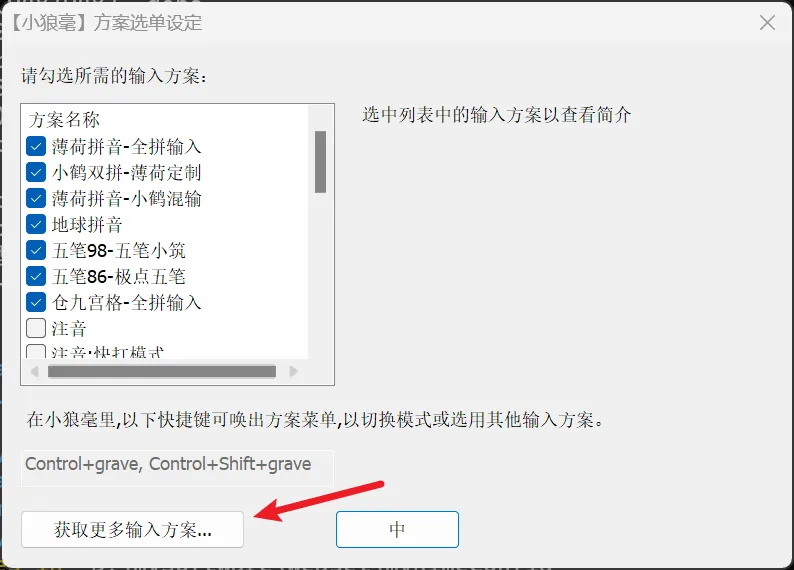 【小狼毫】方案选单设定
请勾选所需的输入方案：
方案名称
薄荷拼音-全拼输入
小鹤双拼-薄荷定制
薄荷拼音-小鹤混输
地球拼音
五笔98-五笔小筑
五笔86-极点五笔
仓九宫格-全拼输入
注音
注音·快打模式
选中列表中的输入方案以查看简介
在小狼毫里,以下快捷键可唤出方案菜单,以切换模式或选用其他输入方案。
Control+grave, Control+Shift+grave
获取更多输入方案...
中